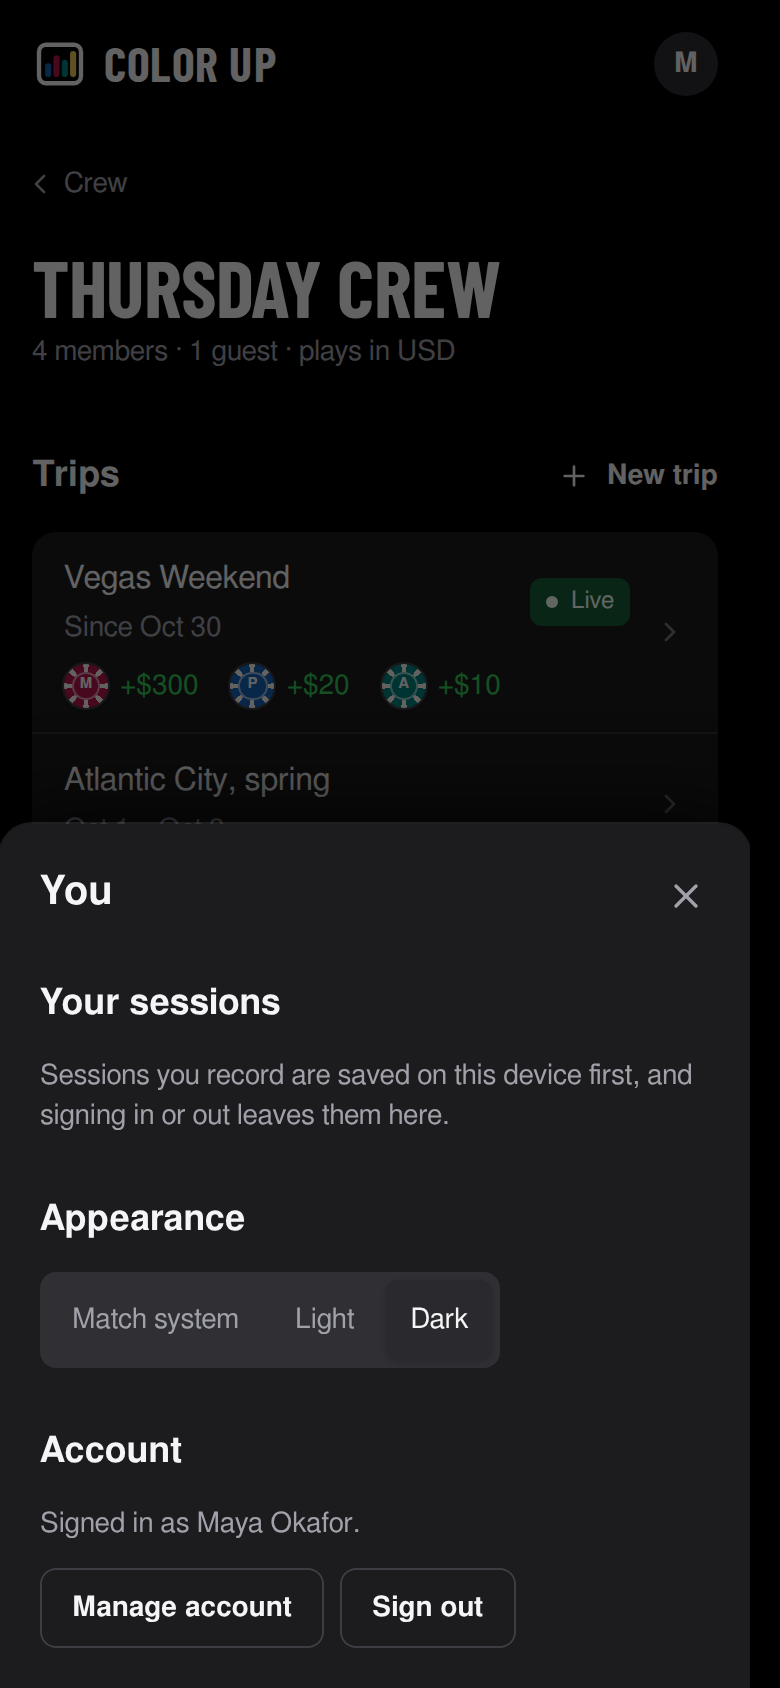 COLOR UP
M
Crew
THURSDAY CREW
4 members · 1 guest · plays in USD
Trips
New trip
Vegas Weekend
Live
Since Oct 30
M +$300 P +$20 A +$10
Atlantic City, spring
You
Your sessions
Sessions you record are saved on this device first, and
signing in or out leaves them here.
Appearance
Match system Light Dark
Account
Signed in as Maya Okafor.
Manage account Sign out